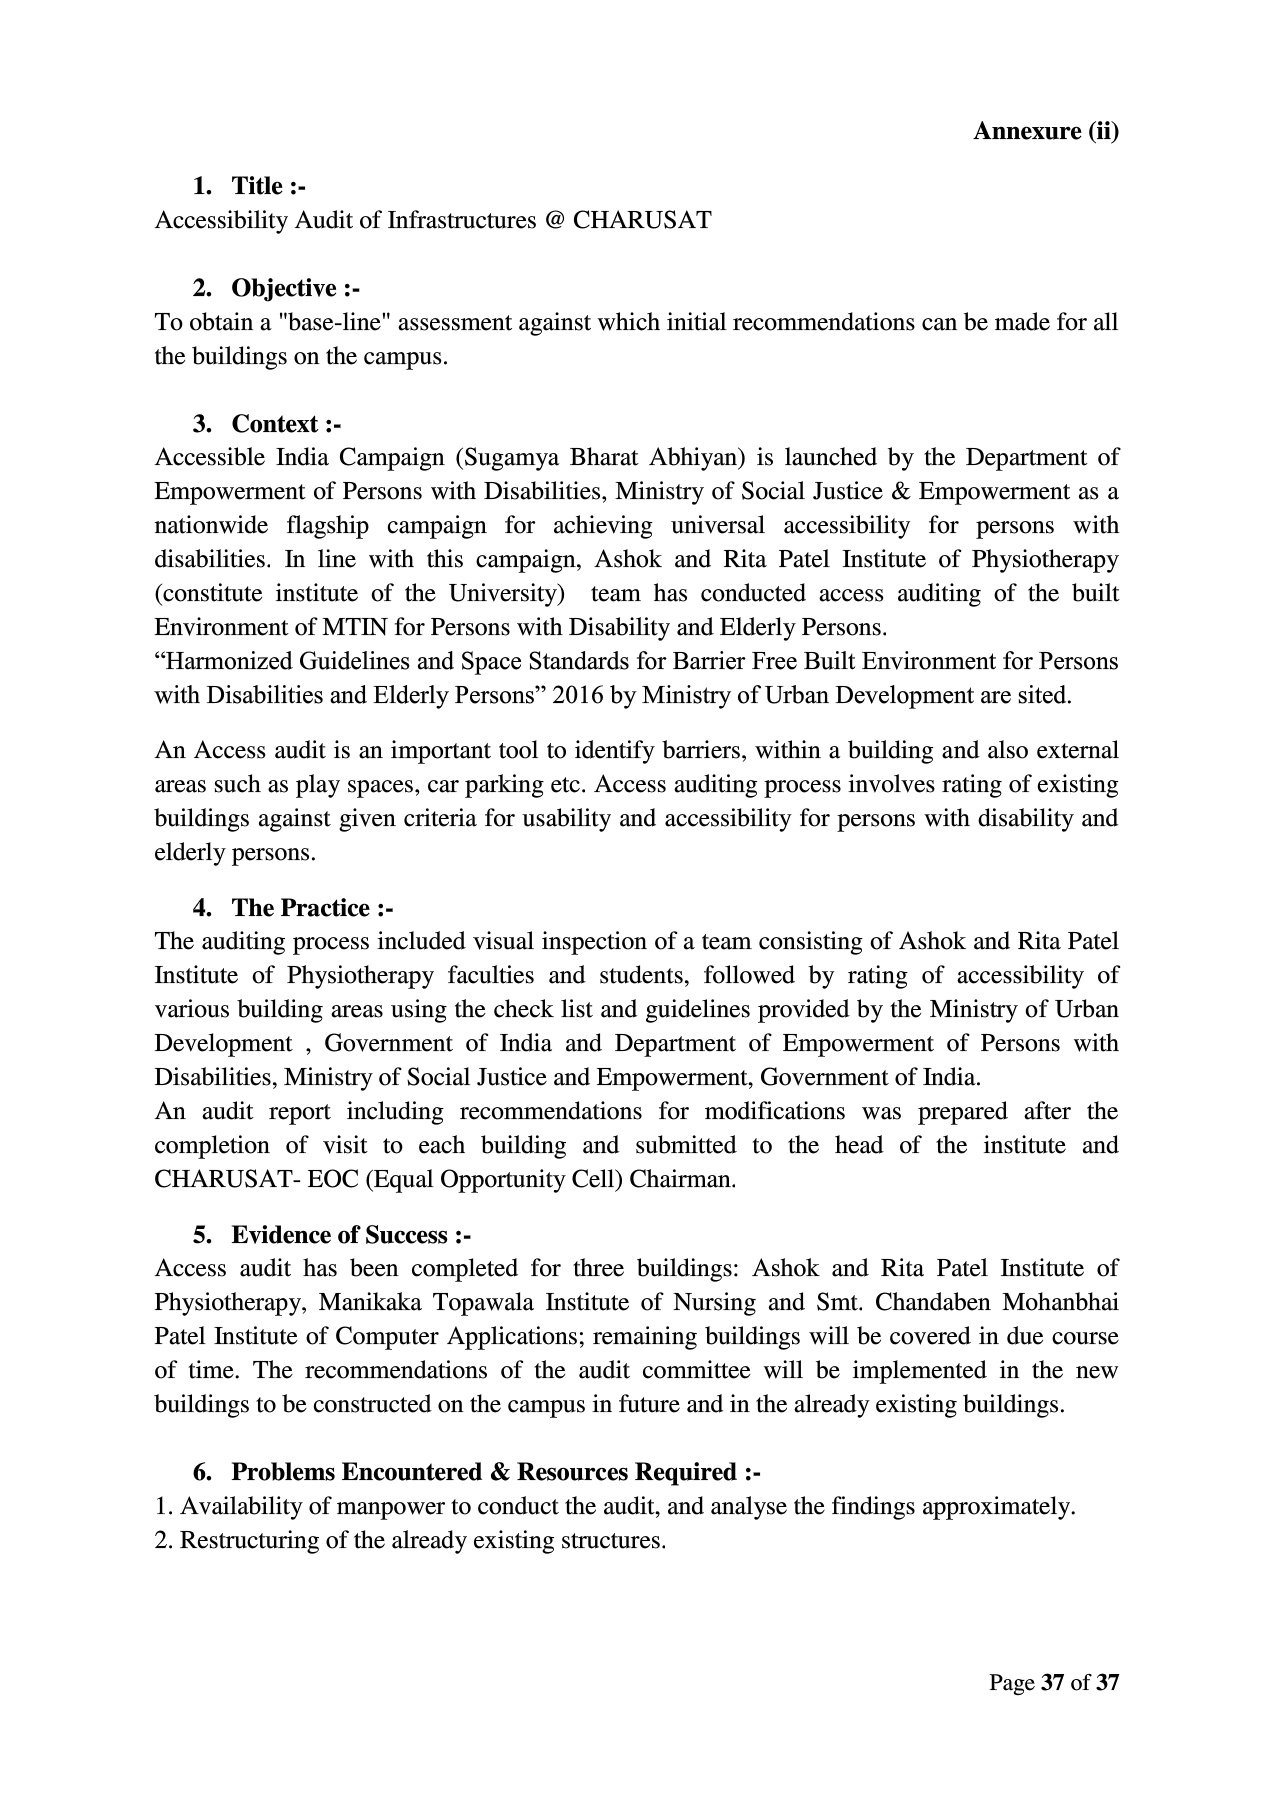 Annexure (ii)
1. Title :-
Accessibility Audit of Infrastructures @ CHARUSAT
2. Objective :-
To obtain a "base-line" assessment against which initial recommendations can be made for all
the buildings on the campus.
3. Context :-
Accessible India Campaign (Sugamya Bharat Abhiyan) is launched by the Department of
Empowerment of Persons with Disabilities, Ministry of Social Justice & Empowerment as a
nationwide flagship campaign for achieving universal accessibility for persons with
disabilities. In line with this campaign, Ashok and Rita Patel Institute of Physiotherapy
(constitute institute of the University) team has conducted access auditing of the built
Environment of MTIN for Persons with Disability and Elderly Persons.
“Harmonized Guidelines and Space Standards for Barrier Free Built Environment for Persons
with Disabilities and Elderly Persons” 2016 by Ministry of Urban Development are sited.
An Access audit is an important tool to identify barriers, within a building and also external
areas such as play spaces, car parking etc. Access auditing process involves rating of existing
buildings against given criteria for usability and accessibility for persons with disability and
elderly persons.
4. The Practice :-
The auditing process included visual inspection of a team consisting of Ashok and Rita Patel
Institute of Physiotherapy faculties and students, followed by rating of accessibility of
various building areas using the check list and guidelines provided by the Ministry of Urban
Development , Government of India and Department of Empowerment of Persons with
Disabilities, Ministry of Social Justice and Empowerment, Government of India.
An audit report including recommendations for modifications was prepared after the
completion of visit to each building and submitted to the head of the institute and
CHARUSAT- EOC (Equal Opportunity Cell) Chairman.
5. Evidence of Success :-
Access audit has been completed for three buildings: Ashok and Rita Patel Institute of
Physiotherapy, Manikaka Topawala Institute of Nursing and Smt. Chandaben Mohanbhai
Patel Institute of Computer Applications; remaining buildings will be covered in due course
of time. The recommendations of the audit committee will be implemented in the new
buildings to be constructed on the campus in future and in the already existing buildings.
6. Problems Encountered & Resources Required :-
1. Availability of manpower to conduct the audit, and analyse the findings approximately.
2. Restructuring of the already existing structures.
Page 37 of 37